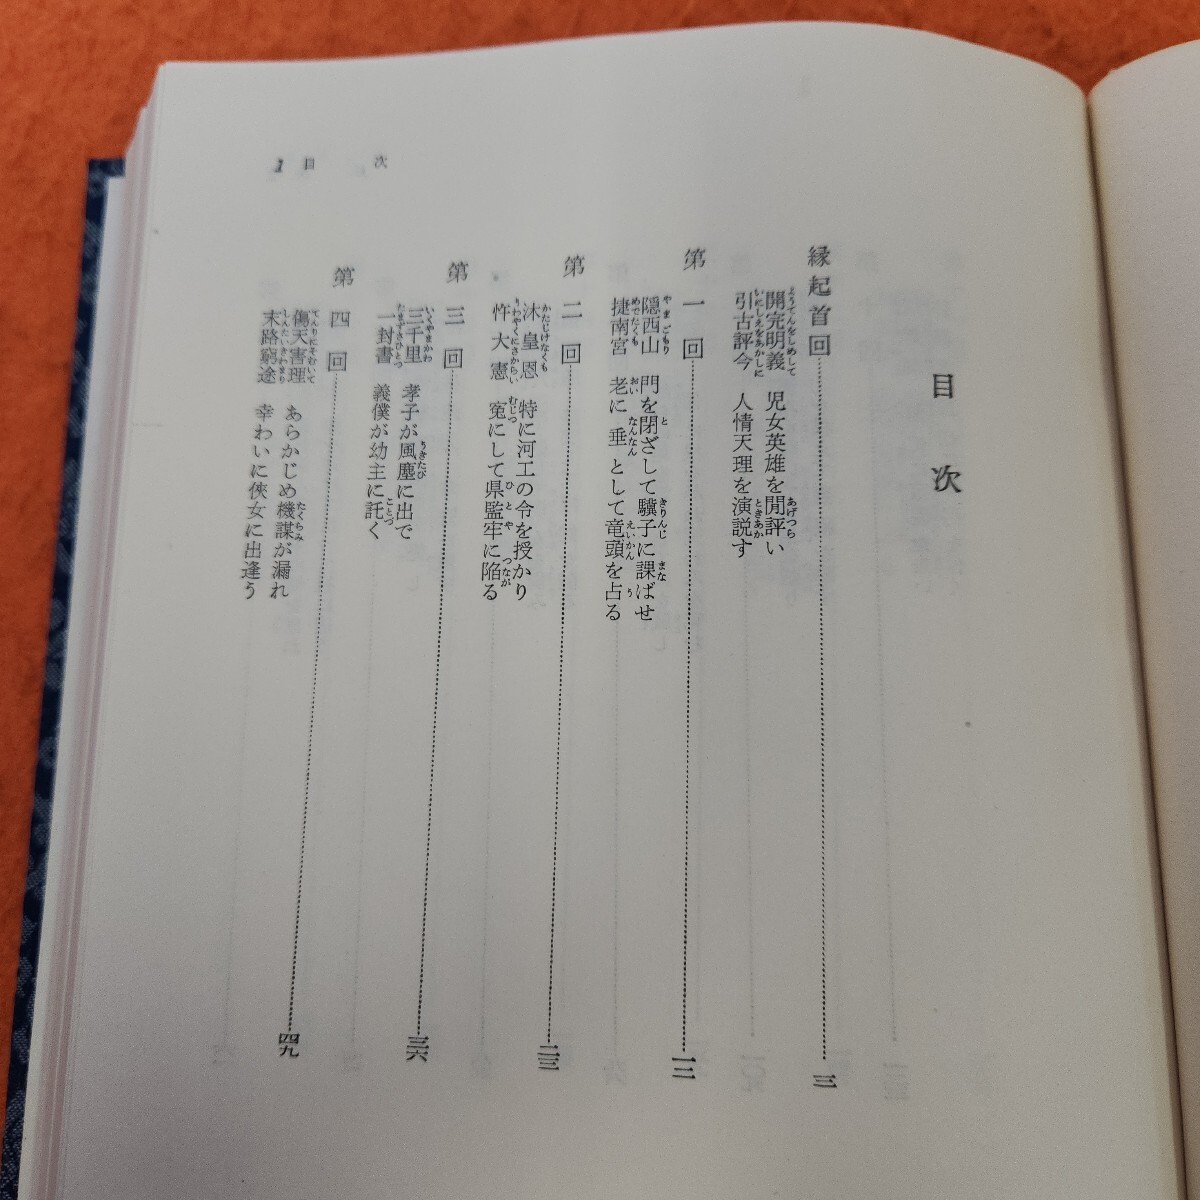 目次
縁起首回 三
開宗明義 児女英雄を閒評い
引古評今 人情天理を演説す
第一回 一二
隠西山 門を閉ざして驥子に課ばせ
捷南宮 老に垂として竜頭を占る
第二回 二三
沐皇恩 特に河工の令を授かり
忤大憲 冤にして県監牢に陥る
第三回 三六
三千里 孝子が風塵に出で
一封書 義僕が幼主に託く
第四回 四九
傷天害理 あらかじめ機謀が漏れ
末路窮途 幸わいに俠女に出逢う
1 目次